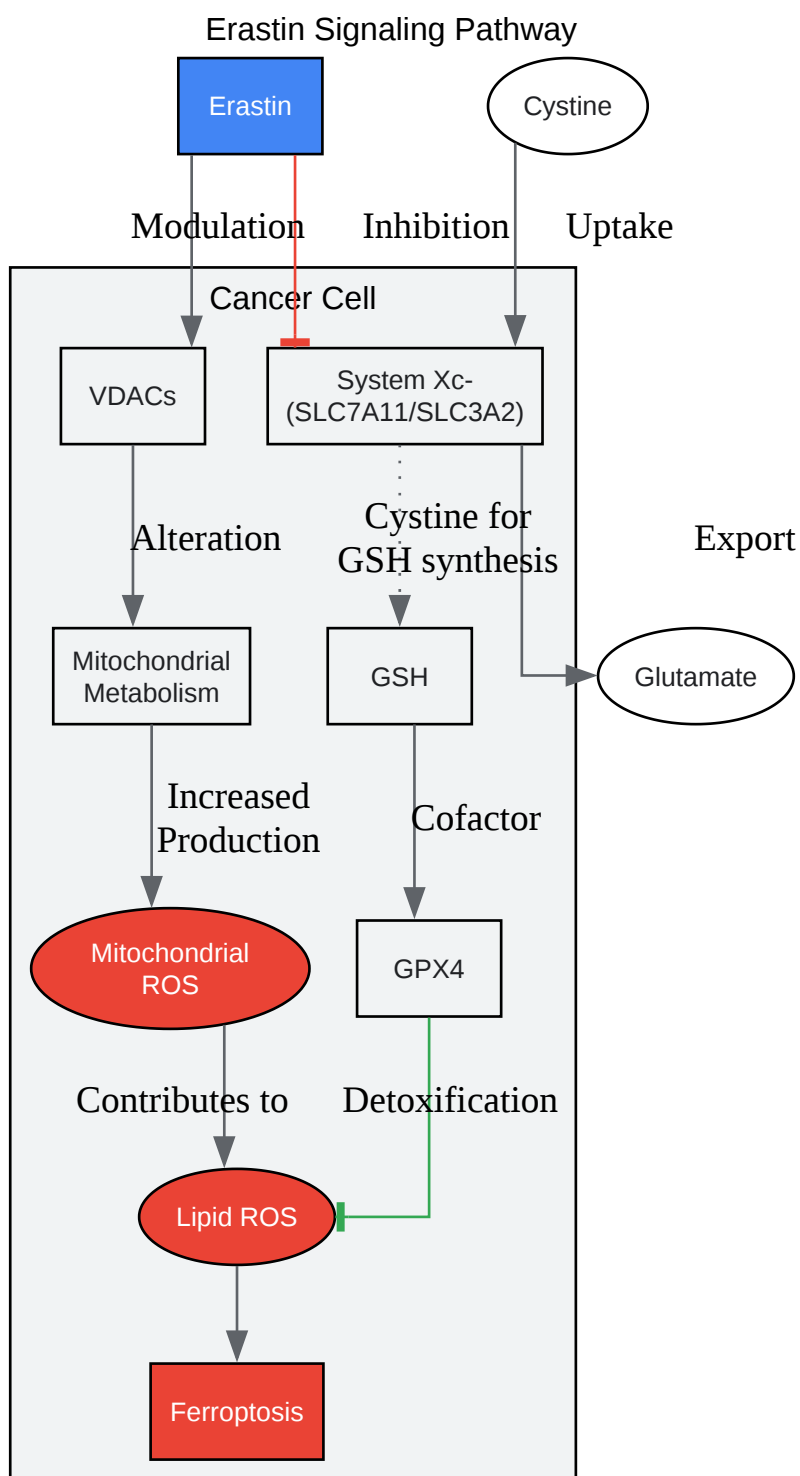 Erastin Signaling Pathway
Erastin
Cystine
Modulation
Inhibition
Uptake
Cancer Cell
VDACs
System Xc-
(SLC7A11/SLC3A2)
Alteration
Cystine for
GSH synthesis
Export
Mitochondrial
Metabolism
GSH
Glutamate
Increased
Production
Cofactor
Mitochondrial
ROS
GPX4
Contributes to
Detoxification
Lipid ROS
Ferroptosis